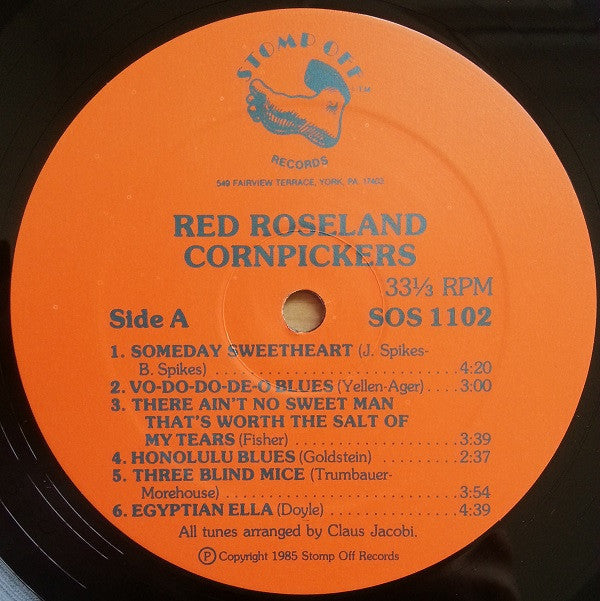 STOMP OFF
T.M.
RECORDS
549 FAIRVIEW TERRACE, YORK, PA. 17403
RED ROSELAND
CORNPICKERS
33⅓ RPM
Side A SOS 1102
1. SOMEDAY SWEETHEART (J. Spikes-
B. Spikes) ........ 4:20
2. VO-DO-DO-DE-O BLUES (Yellen-Ager) .... 3:00
3. THERE AIN'T NO SWEET MAN
THAT'S WORTH THE SALT OF
MY TEARS (Fisher) ........ 3:39
4. HONOLULU BLUES (Goldstein) ....... 2:37
5. THREE BLIND MICE (Trumbauer-
Morehouse) ........ 3:54
6. EGYPTIAN ELLA (Doyle) ........ 4:39
All tunes arranged by Claus Jacobi.
Ⓟ Copyright 1985 Stomp Off Records